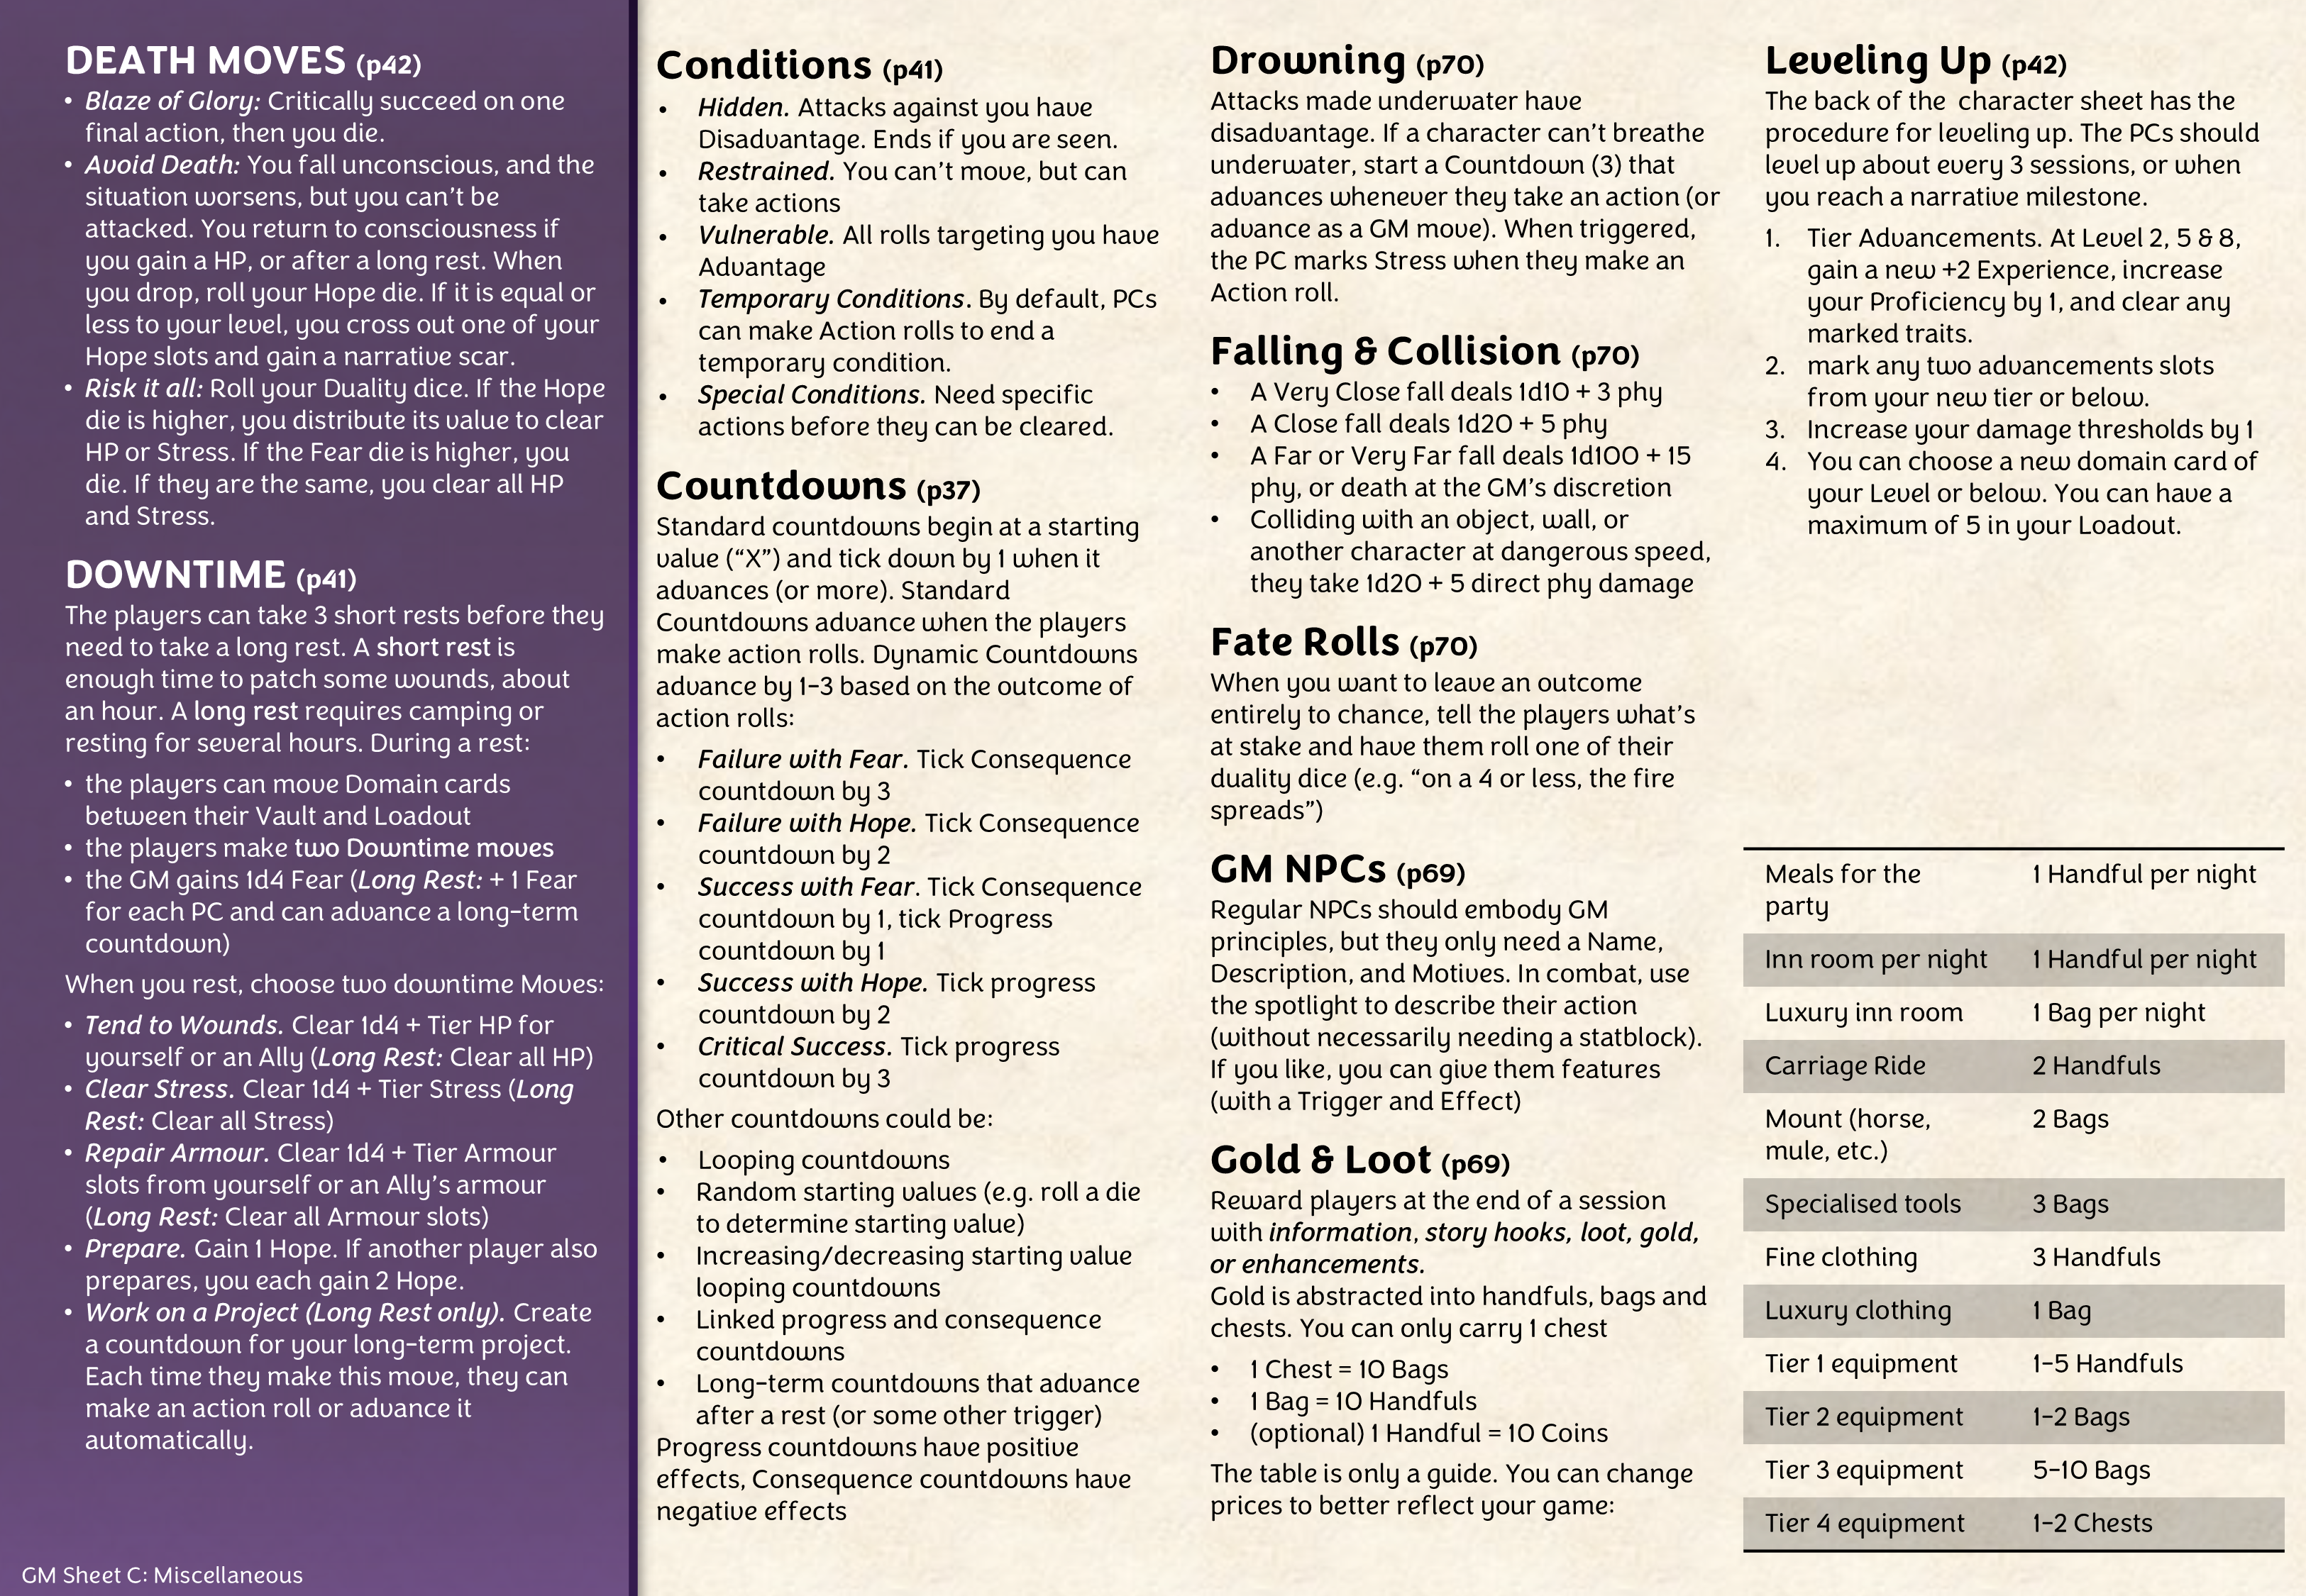 DEATH MOVES (p42)
• Blaze of Glory: Critically succeed on one
final action, then you die.
• Avoid Death: You fall unconscious, and the
situation worsens, but you can't be
attacked. You return to consciousness if
you gain a HP, or after a long rest. When
you drop, roll your Hope die. If it is equal or
less to your level, you cross out one of your
Hope slots and gain a narrative scar.
• Risk it all: Roll your Duality dice. If the Hope
die is higher, you distribute its value to clear
HP or Stress. If the Fear die is higher, you
die. If they are the same, you clear all HP
and Stress.
DOWNTIME (p41)
The players can take 3 short rests before they
need to take a long rest. A short rest is
enough time to patch some wounds, about
an hour. A long rest requires camping or
resting for several hours. During a rest:
• the players can move Domain cards
between their Vault and Loadout
• the players make two Downtime moves
• the GM gains 1d4 Fear (Long Rest: + 1 Fear
for each PC and can advance a long-term
countdown)
When you rest, choose two downtime Moves:
• Tend to Wounds. Clear 1d4 + Tier HP for
yourself or an Ally (Long Rest: Clear all HP)
• Clear Stress. Clear 1d4 + Tier Stress (Long
Rest: Clear all Stress)
• Repair Armour. Clear 1d4 + Tier Armour
slots from yourself or an Ally's armour
(Long Rest: Clear all Armour slots)
• Prepare. Gain 1 Hope. If another player also
prepares, you each gain 2 Hope.
• Work on a Project (Long Rest only). Create
a countdown for your long-term project.
Each time they make this move, they can
make an action roll or advance it
automatically.
GM Sheet C: Miscellaneous
Conditions (p41)
• Hidden. Attacks against you have
Disadvantage. Ends if you are seen.
• Restrained. You can't move, but can
take actions
• Vulnerable. All rolls targeting you have
Advantage
• Temporary Conditions. By default, PCs
can make Action rolls to end a
temporary condition.
• Special Conditions. Need specific
actions before they can be cleared.
Countdowns (p37)
Standard countdowns begin at a starting
value (“X”) and tick down by 1 when it
advances (or more). Standard
Countdowns advance when the players
make action rolls. Dynamic Countdowns
advance by 1-3 based on the outcome of
action rolls:
• Failure with Fear. Tick Consequence
countdown by 3
• Failure with Hope. Tick Consequence
countdown by 2
• Success with Fear. Tick Consequence
countdown by 1, tick Progress
countdown by 1
• Success with Hope. Tick progress
countdown by 2
• Critical Success. Tick progress
countdown by 3
Other countdowns could be:
• Looping countdowns
• Random starting values (e.g. roll a die
to determine starting value)
• Increasing/decreasing starting value
looping countdowns
• Linked progress and consequence
countdowns
• Long-term countdowns that advance
after a rest (or some other trigger)
Progress countdowns have positive
effects, Consequence countdowns have
negative effects
Drowning (p70)
Attacks made underwater have
disadvantage. If a character can't breathe
underwater, start a Countdown (3) that
advances whenever they take an action (or
advance as a GM move). When triggered,
the PC marks Stress when they make an
Action roll.
Falling & Collision (p70)
• A Very Close fall deals 1d10 + 3 phy
• A Close fall deals 1d20 + 5 phy
• A Far or Very Far fall deals 1d100 + 15
phy, or death at the GM's discretion
• Colliding with an object, wall, or
another character at dangerous speed,
they take 1d20 + 5 direct phy damage
Fate Rolls (p70)
When you want to leave an outcome
entirely to chance, tell the players what's
at stake and have them roll one of their
duality dice (e.g. “on a 4 or less, the fire
spreads”)
GM NPCs (p69)
Regular NPCs should embody GM
principles, but they only need a Name,
Description, and Motives. In combat, use
the spotlight to describe their action
(without necessarily needing a statblock).
If you like, you can give them features
(with a Trigger and Effect)
Gold & Loot (p69)
Reward players at the end of a session
with information, story hooks, loot, gold,
or enhancements.
Gold is abstracted into handfuls, bags and
chests. You can only carry 1 chest
• 1 Chest = 10 Bags
• 1 Bag = 10 Handfuls
• (optional) 1 Handful = 10 Coins
The table is only a guide. You can change
prices to better reflect your game:
Leveling Up (p42)
The back of the character sheet has the
procedure for leveling up. The PCs should
level up about every 3 sessions, or when
you reach a narrative milestone.
1. Tier Advancements. At Level 2, 5 & 8,
gain a new +2 Experience, increase
your Proficiency by 1, and clear any
marked traits.
2. mark any two advancements slots
from your new tier or below.
3. Increase your damage thresholds by 1
4. You can choose a new domain card of
your Level or below. You can have a
maximum of 5 in your Loadout.
Meals for the 1 Handful per night
party
Inn room per night 1 Handful per night
Luxury inn room 1 Bag per night
Carriage Ride 2 Handfuls
Mount (horse, 2 Bags
mule, etc.)
Specialised tools 3 Bags
Fine clothing 3 Handfuls
Luxury clothing 1 Bag
Tier 1 equipment 1-5 Handfuls
Tier 2 equipment 1-2 Bags
Tier 3 equipment 5-10 Bags
Tier 4 equipment 1-2 Chests